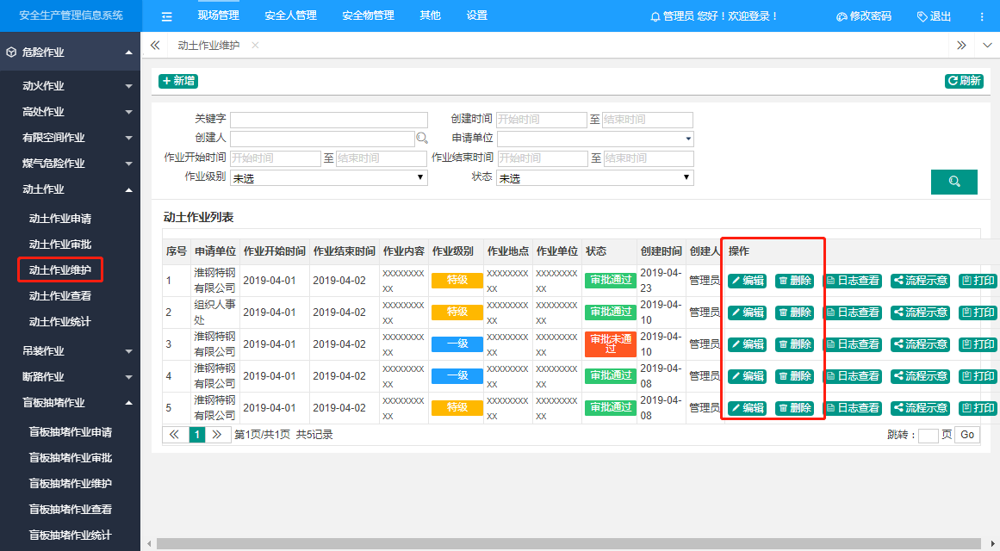 安全生产管理信息系统 现场管理 安全人管理 安全物管理 其他 设置 管理员 您好！欢迎登录！ 修改密码 退出
危险作业
动火作业
高处作业
有限空间作业
煤气危险作业
动土作业
动土作业申请
动土作业审批
动土作业维护
动土作业查看
动土作业统计
吊装作业
断路作业
盲板抽堵作业
盲板抽堵作业申请
盲板抽堵作业审批
盲板抽堵作业维护
盲板抽堵作业查看
盲板抽堵作业统计
动土作业维护
新增 刷新
关键字 创建时间 开始时间 至 结束时间
创建人 申请单位
作业开始时间 开始时间 至 结束时间 作业结束时间 开始时间 至 结束时间
作业级别 未选 状态 未选
动土作业列表
序号 申请单位 作业开始时间 作业结束时间 作业内容 作业级别 作业地点 作业单位 状态 创建时间 创建人 操作
1 淮钢特钢有限公司 2019-04-01 2019-04-02 xxxxxxxxxx 特级 xxxxxxxxxx xxxxxxxxxx 审批通过 2019-04-23 管理员 编辑 删除 日志查看 流程示意 打印
2 组织人事处 2019-04-01 2019-04-02 xxxxxxxxxx 特级 xxxxxxxxxx xxxxxxxxxx 审批通过 2019-04-10 管理员 编辑 删除 日志查看 流程示意 打印
3 淮钢特钢有限公司 2019-04-01 2019-04-02 xxxxxxxxxx 一级 xxxxxxxxxx xxxxxxxxxx 审批未通过 2019-04-10 管理员 编辑 删除 日志查看 流程示意 打印
4 淮钢特钢有限公司 2019-04-01 2019-04-02 xxxxxxxxxx 一级 xxxxxxxxxx xxxxxxxxxx 审批通过 2019-04-08 管理员 编辑 删除 日志查看 流程示意 打印
5 淮钢特钢有限公司 2019-04-01 2019-04-02 xxxxxxxxxx 特级 xxxxxxxxxx xxxxxxxxxx 审批通过 2019-04-08 管理员 编辑 删除 日志查看 流程示意 打印
1 第1页/共1页 共5记录 跳转： 页 Go